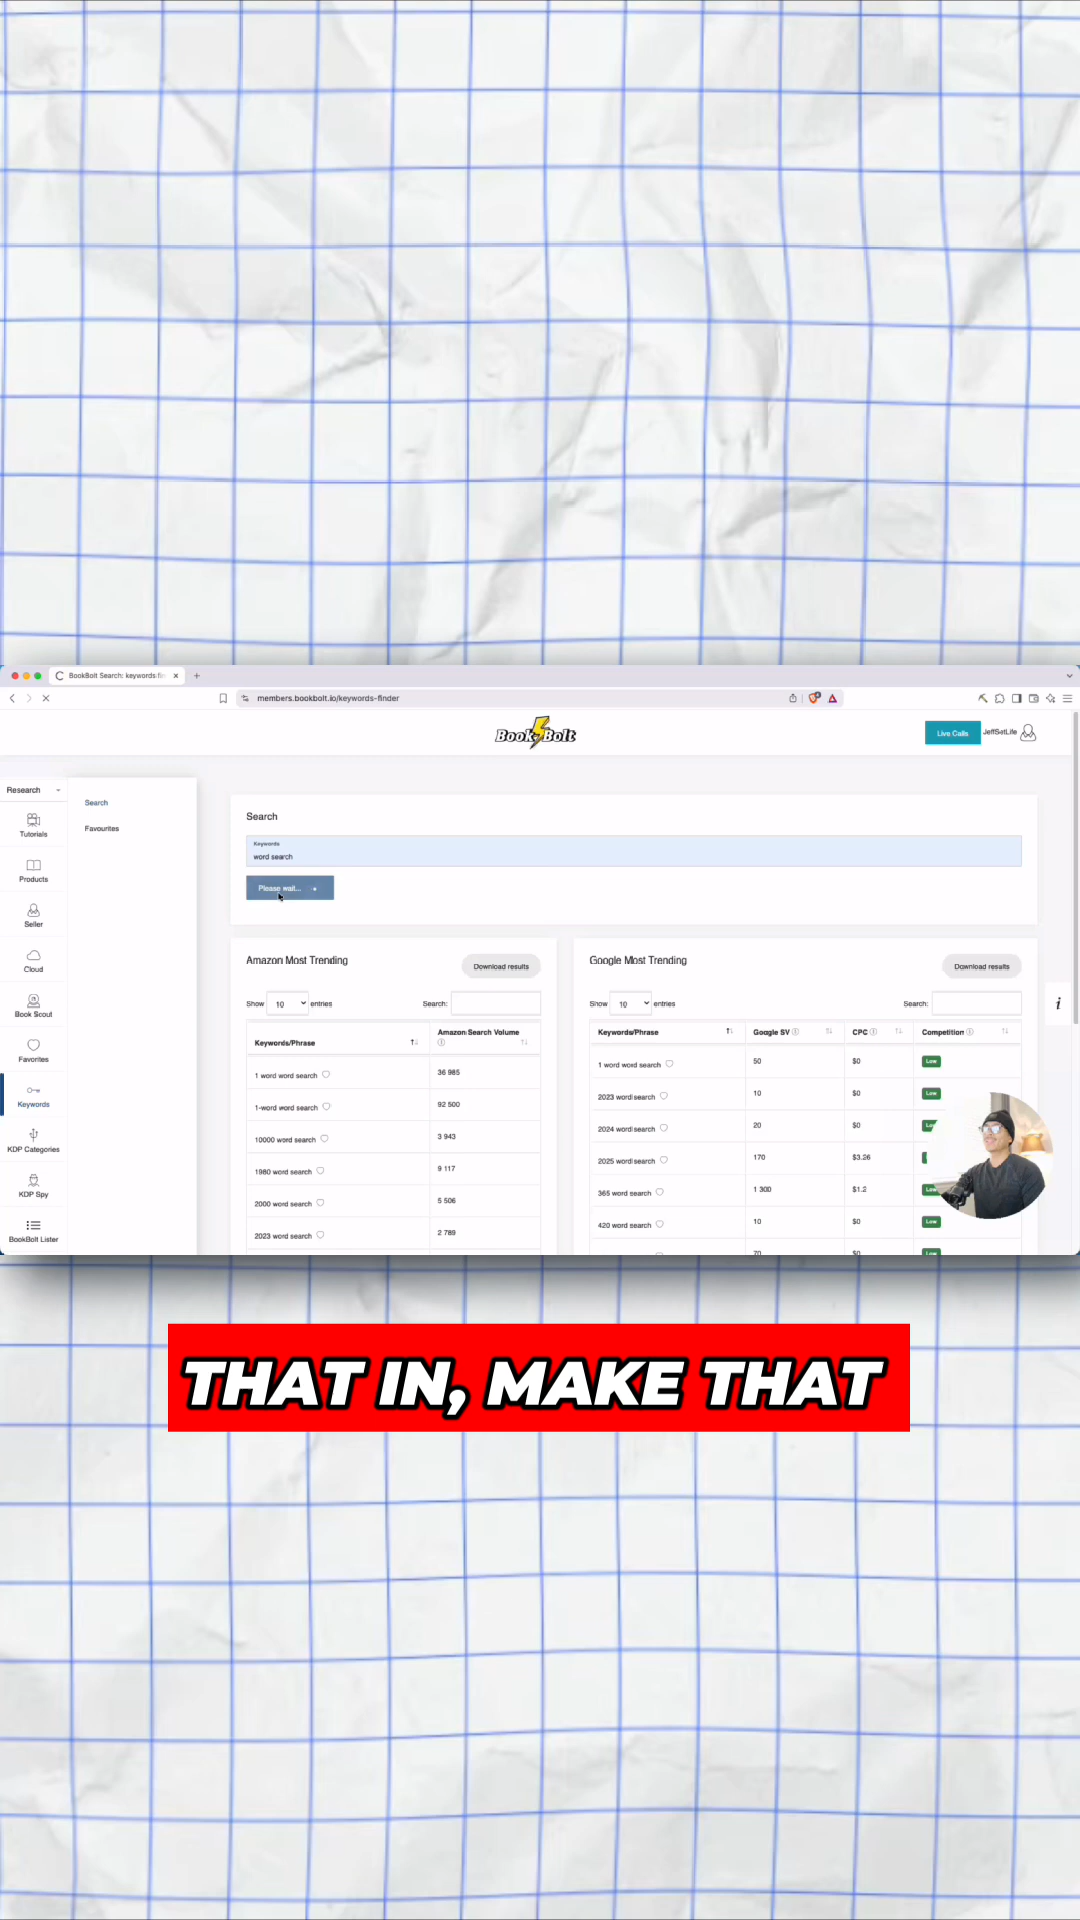 BookBolt Search: keywords fin
members.bookbolt.io/keywords-finder
Book Bolt
Live Calls
JeffSetLife
Research
Tutorials
Products
Seller
Cloud
Book Scout
Favorites
Keywords
KDP Categories
KDP Spy
BookBolt Lister
Search
Favourites
Search
Keywords
word search
Please wait...
Amazon Most Trending
Download results
Show 10 entries
Search:
Keywords/Phrase
Amazon Search Volume
1 word word search 36 985
1-word word search 92 500
10000 word search 3 943
1980 word search 9 117
2000 word search 5 506
2023 word search 2 789
Google Most Trending
Download results
Show 10 entries
Search:
Keywords/Phrase Google SV CPC Competition
1 word word search 50 $0 Low
2023 word search 10 $0 Low
2024 word search 20 $0 Low
2025 word search 170 $3.26
365 word search 1 300 $1.2 Low
420 word search 10 $0 Low
70 $0 Low
i
THAT IN, MAKE THAT